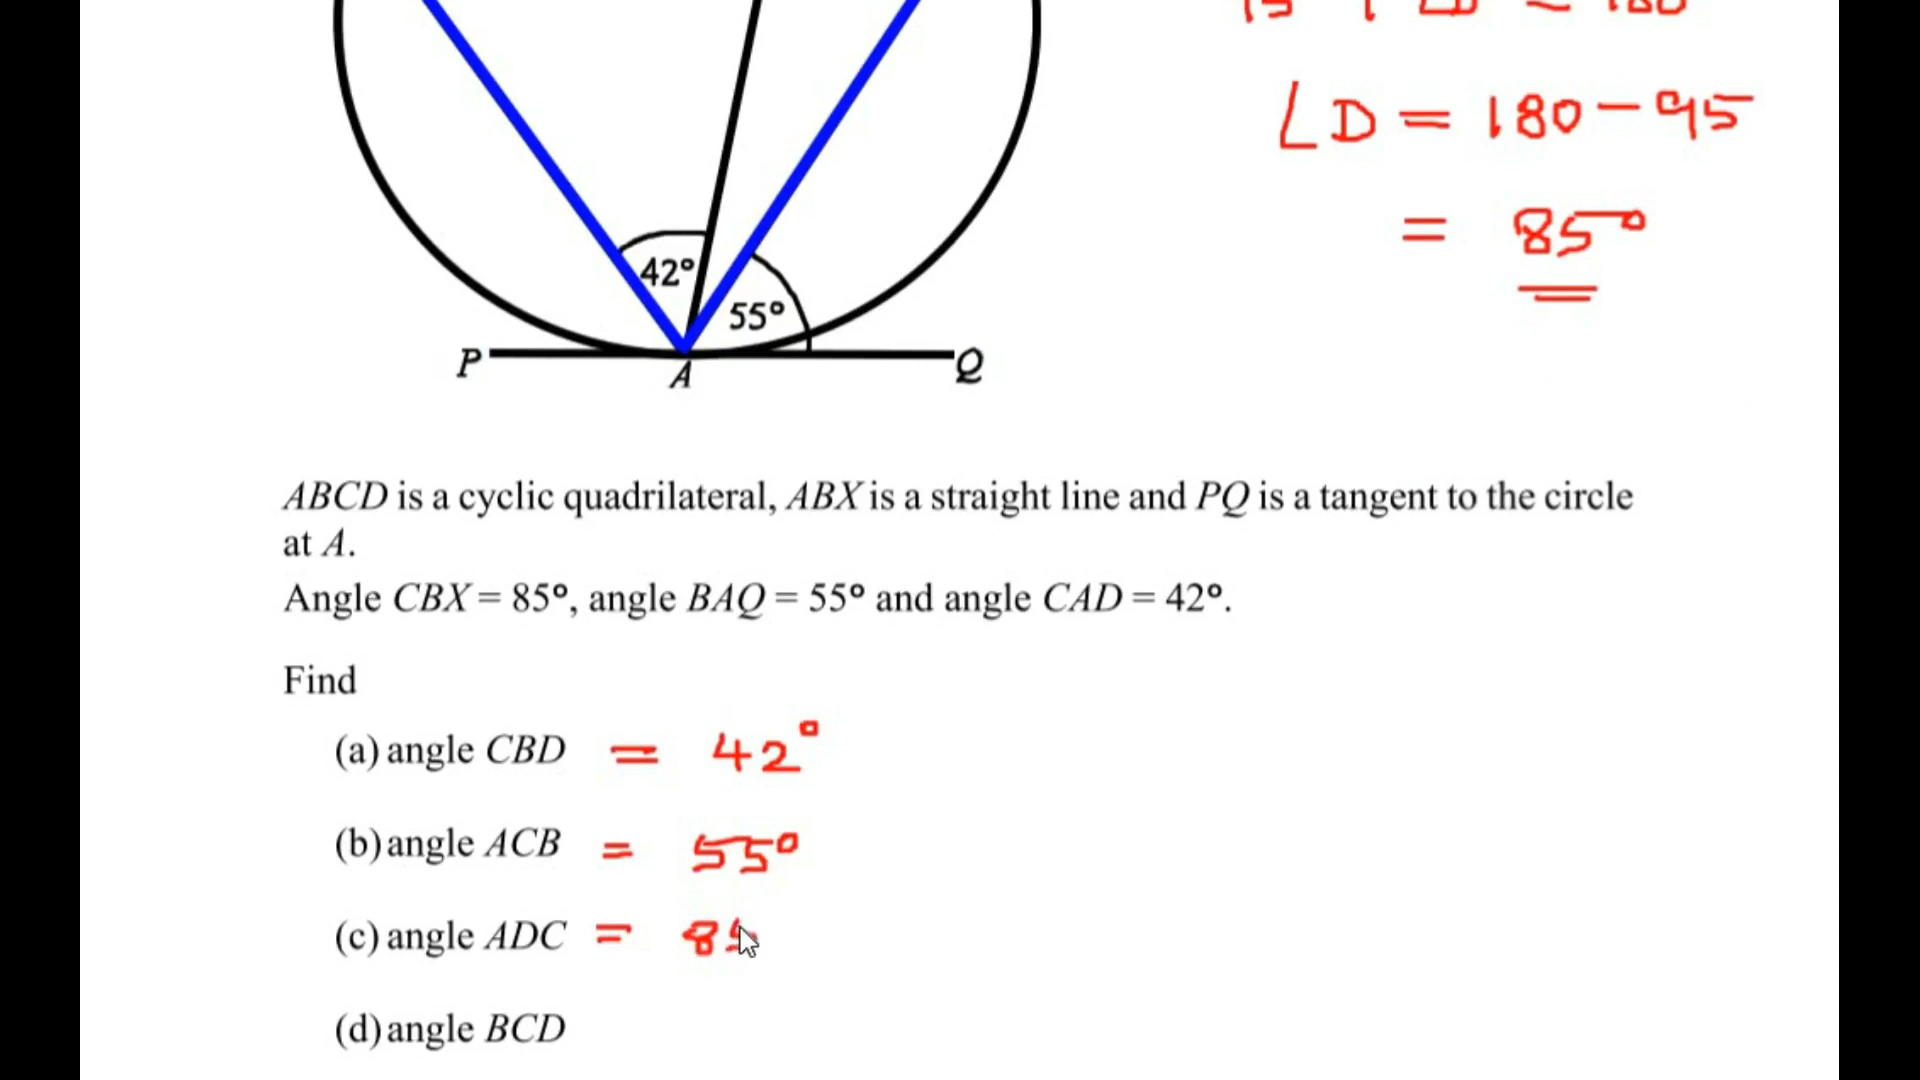 ∠D = 180 - 95
42°
= 85°
55°
P
A
Q
ABCD is a cyclic quadrilateral, ABX is a straight line and PQ is a tangent to the circle
at A.
Angle CBX = 85°, angle BAQ = 55° and angle CAD = 42°.
Find
(a) angle CBD = 42°
(b) angle ACB = 55°
(c) angle ADC = 85
(d) angle BCD